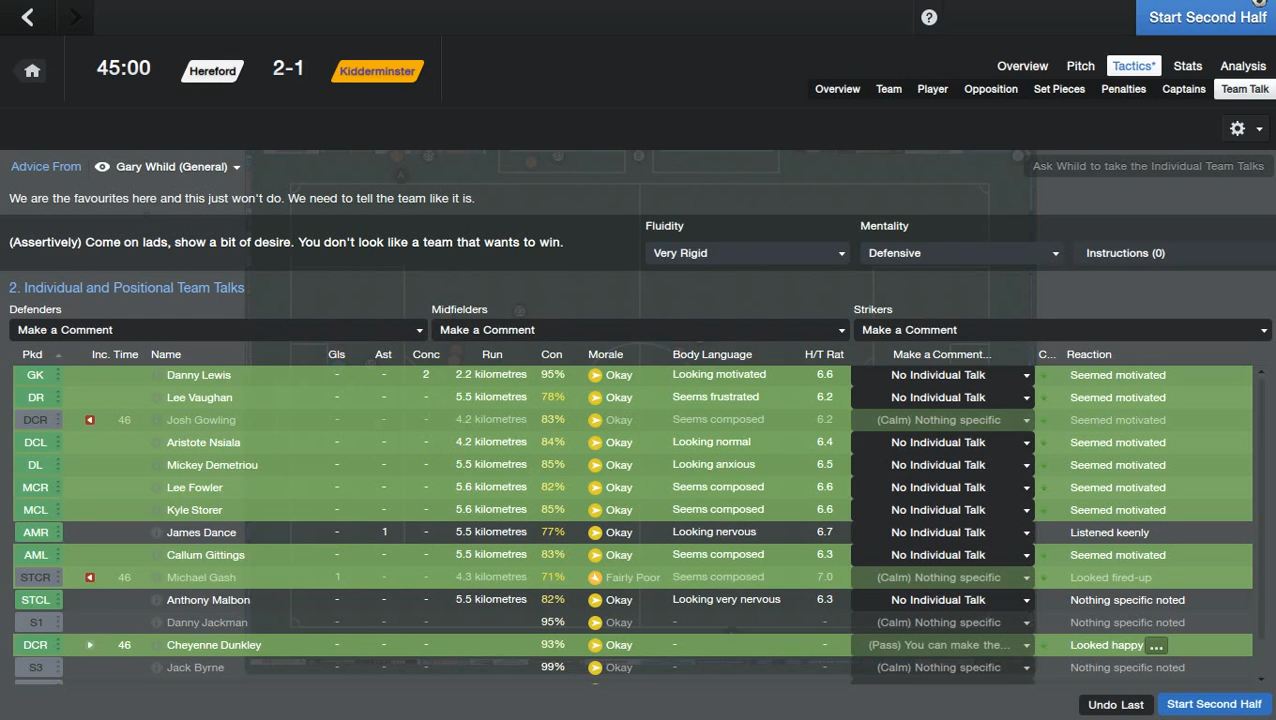 Start Second Half
45:00 Hereford 2-1 Kidderminster
Overview Pitch Tactics* Stats Analysis
Overview Team Player Opposition Set Pieces Penalties Captains Team Talk
Advice From Gary Whild (General) Ask Whild to take the Individual Team Talks
We are the favourites here and this just won't do. We need to tell the team like it is.
Fluidity Mentality
(Assertively) Come on lads, show a bit of desire. You don't look like a team that wants to win.
Very Rigid Defensive Instructions (0)
2. Individual and Positional Team Talks
Defenders Midfielders Strikers
Make a Comment Make a Comment Make a Comment
Pkd Inc. Time Name Gls Ast Conc Run Con Morale Body Language H/T Rat Make a Comment... C... Reaction
GK Danny Lewis - - 2 2.2 kilometres 95% Okay Looking motivated 6.6 No Individual Talk Seemed motivated
DR Lee Vaughan - - - 5.5 kilometres 78% Okay Seems frustrated 6.2 No Individual Talk Seemed motivated
DCR 46 Josh Gowling - - - 4.2 kilometres 83% Okay Seems composed 6.2 (Calm) Nothing specific Seemed motivated
DCL Aristote Nsiala - - - 4.2 kilometres 84% Okay Looking normal 6.4 No Individual Talk Seemed motivated
DL Mickey Demetriou - - - 5.5 kilometres 85% Okay Looking anxious 6.5 No Individual Talk Seemed motivated
MCR Lee Fowler - - - 5.6 kilometres 82% Okay Seems composed 6.6 No Individual Talk Seemed motivated
MCL Kyle Storer - - - 5.6 kilometres 85% Okay Seems composed 6.6 No Individual Talk Seemed motivated
AMR James Dance - 1 - 5.5 kilometres 77% Okay Looking nervous 6.7 No Individual Talk Listened keenly
AML Callum Gittings - - - 5.5 kilometres 83% Okay Seems composed 6.3 No Individual Talk Seemed motivated
STCR 46 Michael Gash 1 - - 4.3 kilometres 71% Fairly Poor Seems composed 7.0 (Calm) Nothing specific Looked fired-up
STCL Anthony Malbon - - - 5.5 kilometres 82% Okay Looking very nervous 6.3 No Individual Talk Nothing specific noted
S1 Danny Jackman - - - 95% Okay - - (Calm) Nothing specific Nothing specific noted
DCR 46 Cheyenne Dunkley - - - 93% Okay - - (Pass) You can make the... Looked happy ...
S3 Jack Byrne - - - 99% Okay - - (Calm) Nothing specific Nothing specific noted
Undo Last Start Second Half